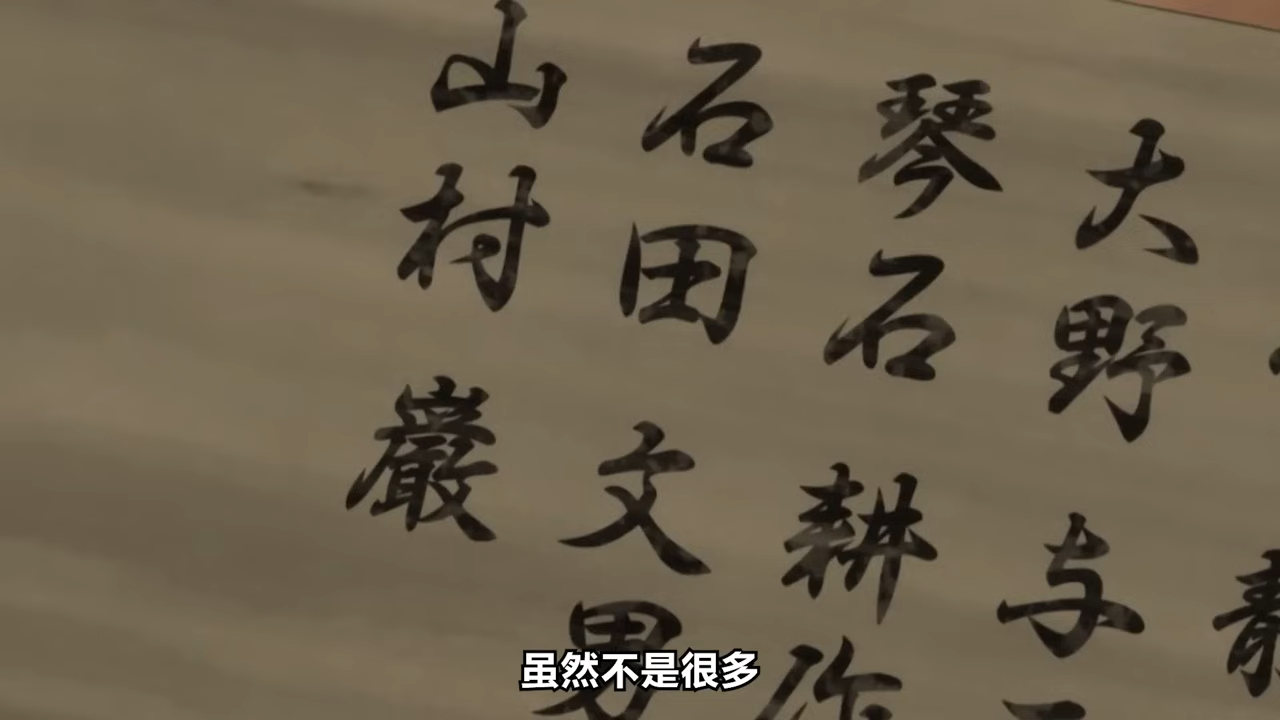 大野与
琴石耕作
石田文男
山村巖
虽然不是很多